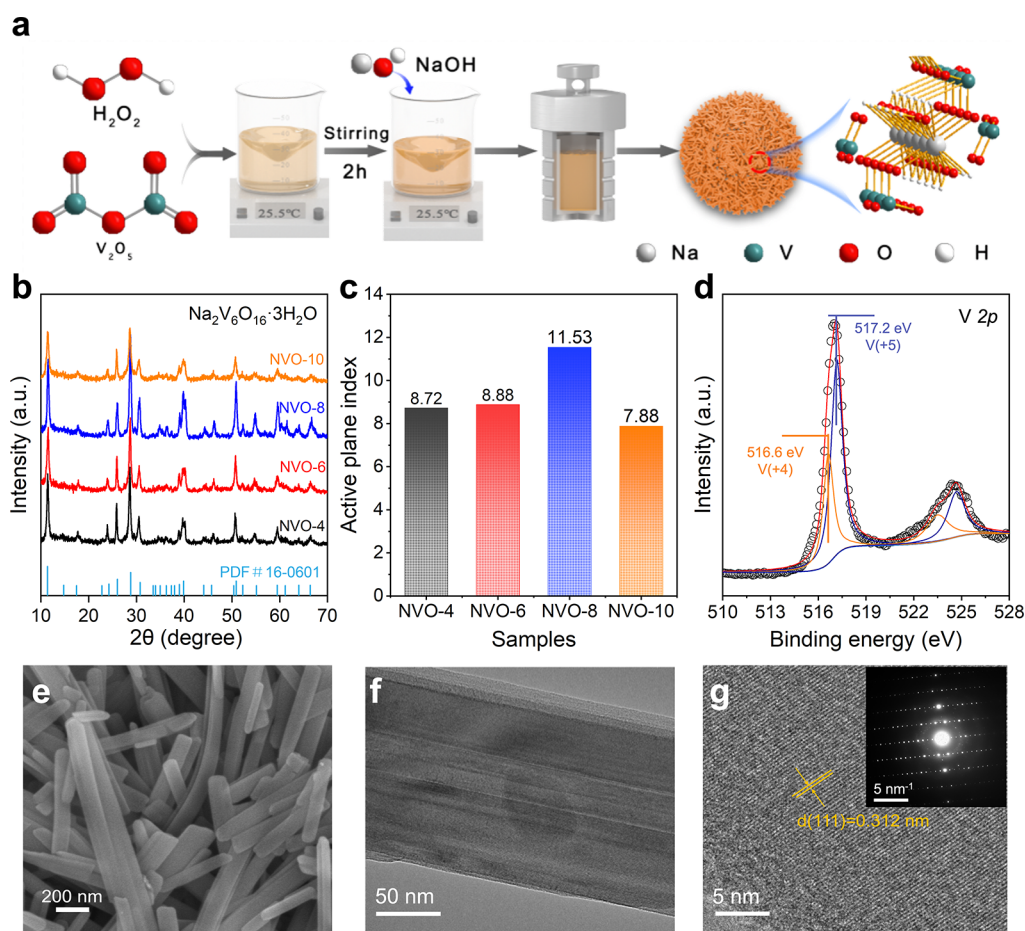 a
H₂O₂
V₂O₅
25.5℃
Stirring
2h
NaOH
25.5℃
Na V O H
b
Na₂V₆O₁₆·3H₂O
NVO-10
NVO-8
NVO-6
NVO-4
PDF#16-0601
Intensity (a.u.)
10 20 30 40 50 60 70
2θ (degree)
c
Active plane index
14
12
10
8
6
4
2
0
8.72
8.88
11.53
7.88
NVO-4 NVO-6 NVO-8 NVO-10
Samples
d
V 2p
517.2 eV
V(+5)
516.6 eV
V(+4)
Intensity (a.u.)
510 513 516 519 522 525 528
Binding energy (eV)
e
200 nm
f
50 nm
g
5 nm⁻¹
d(111)=0.312 nm
5 nm